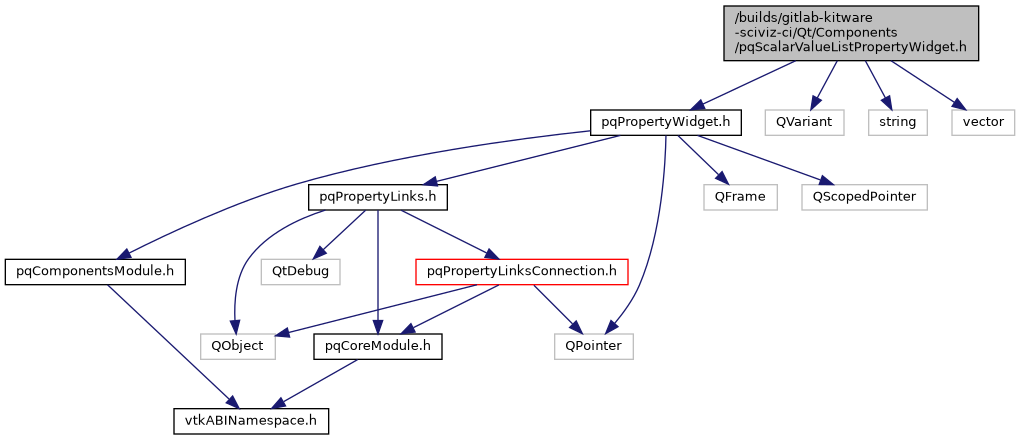 /builds/gitlab-kitware
-sciviz-ci/Qt/Components
/pqScalarValueListPropertyWidget.h
pqPropertyWidget.h
QVariant
string
vector
pqPropertyLinks.h
QFrame
QScopedPointer
pqComponentsModule.h
QtDebug
pqPropertyLinksConnection.h
QObject
pqCoreModule.h
QPointer
vtkABINamespace.h